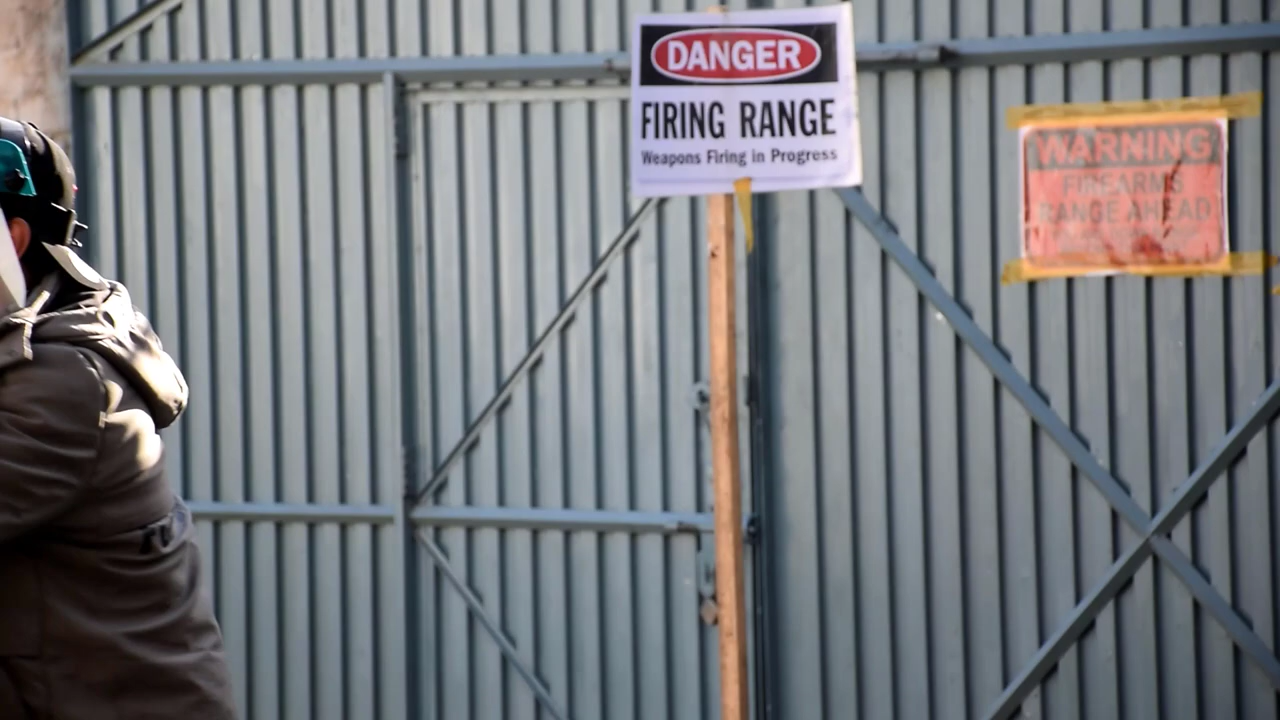 DANGER
FIRING RANGE
Weapons Firing in Progress
WARNING
FIREARMS
RANGE AHEAD